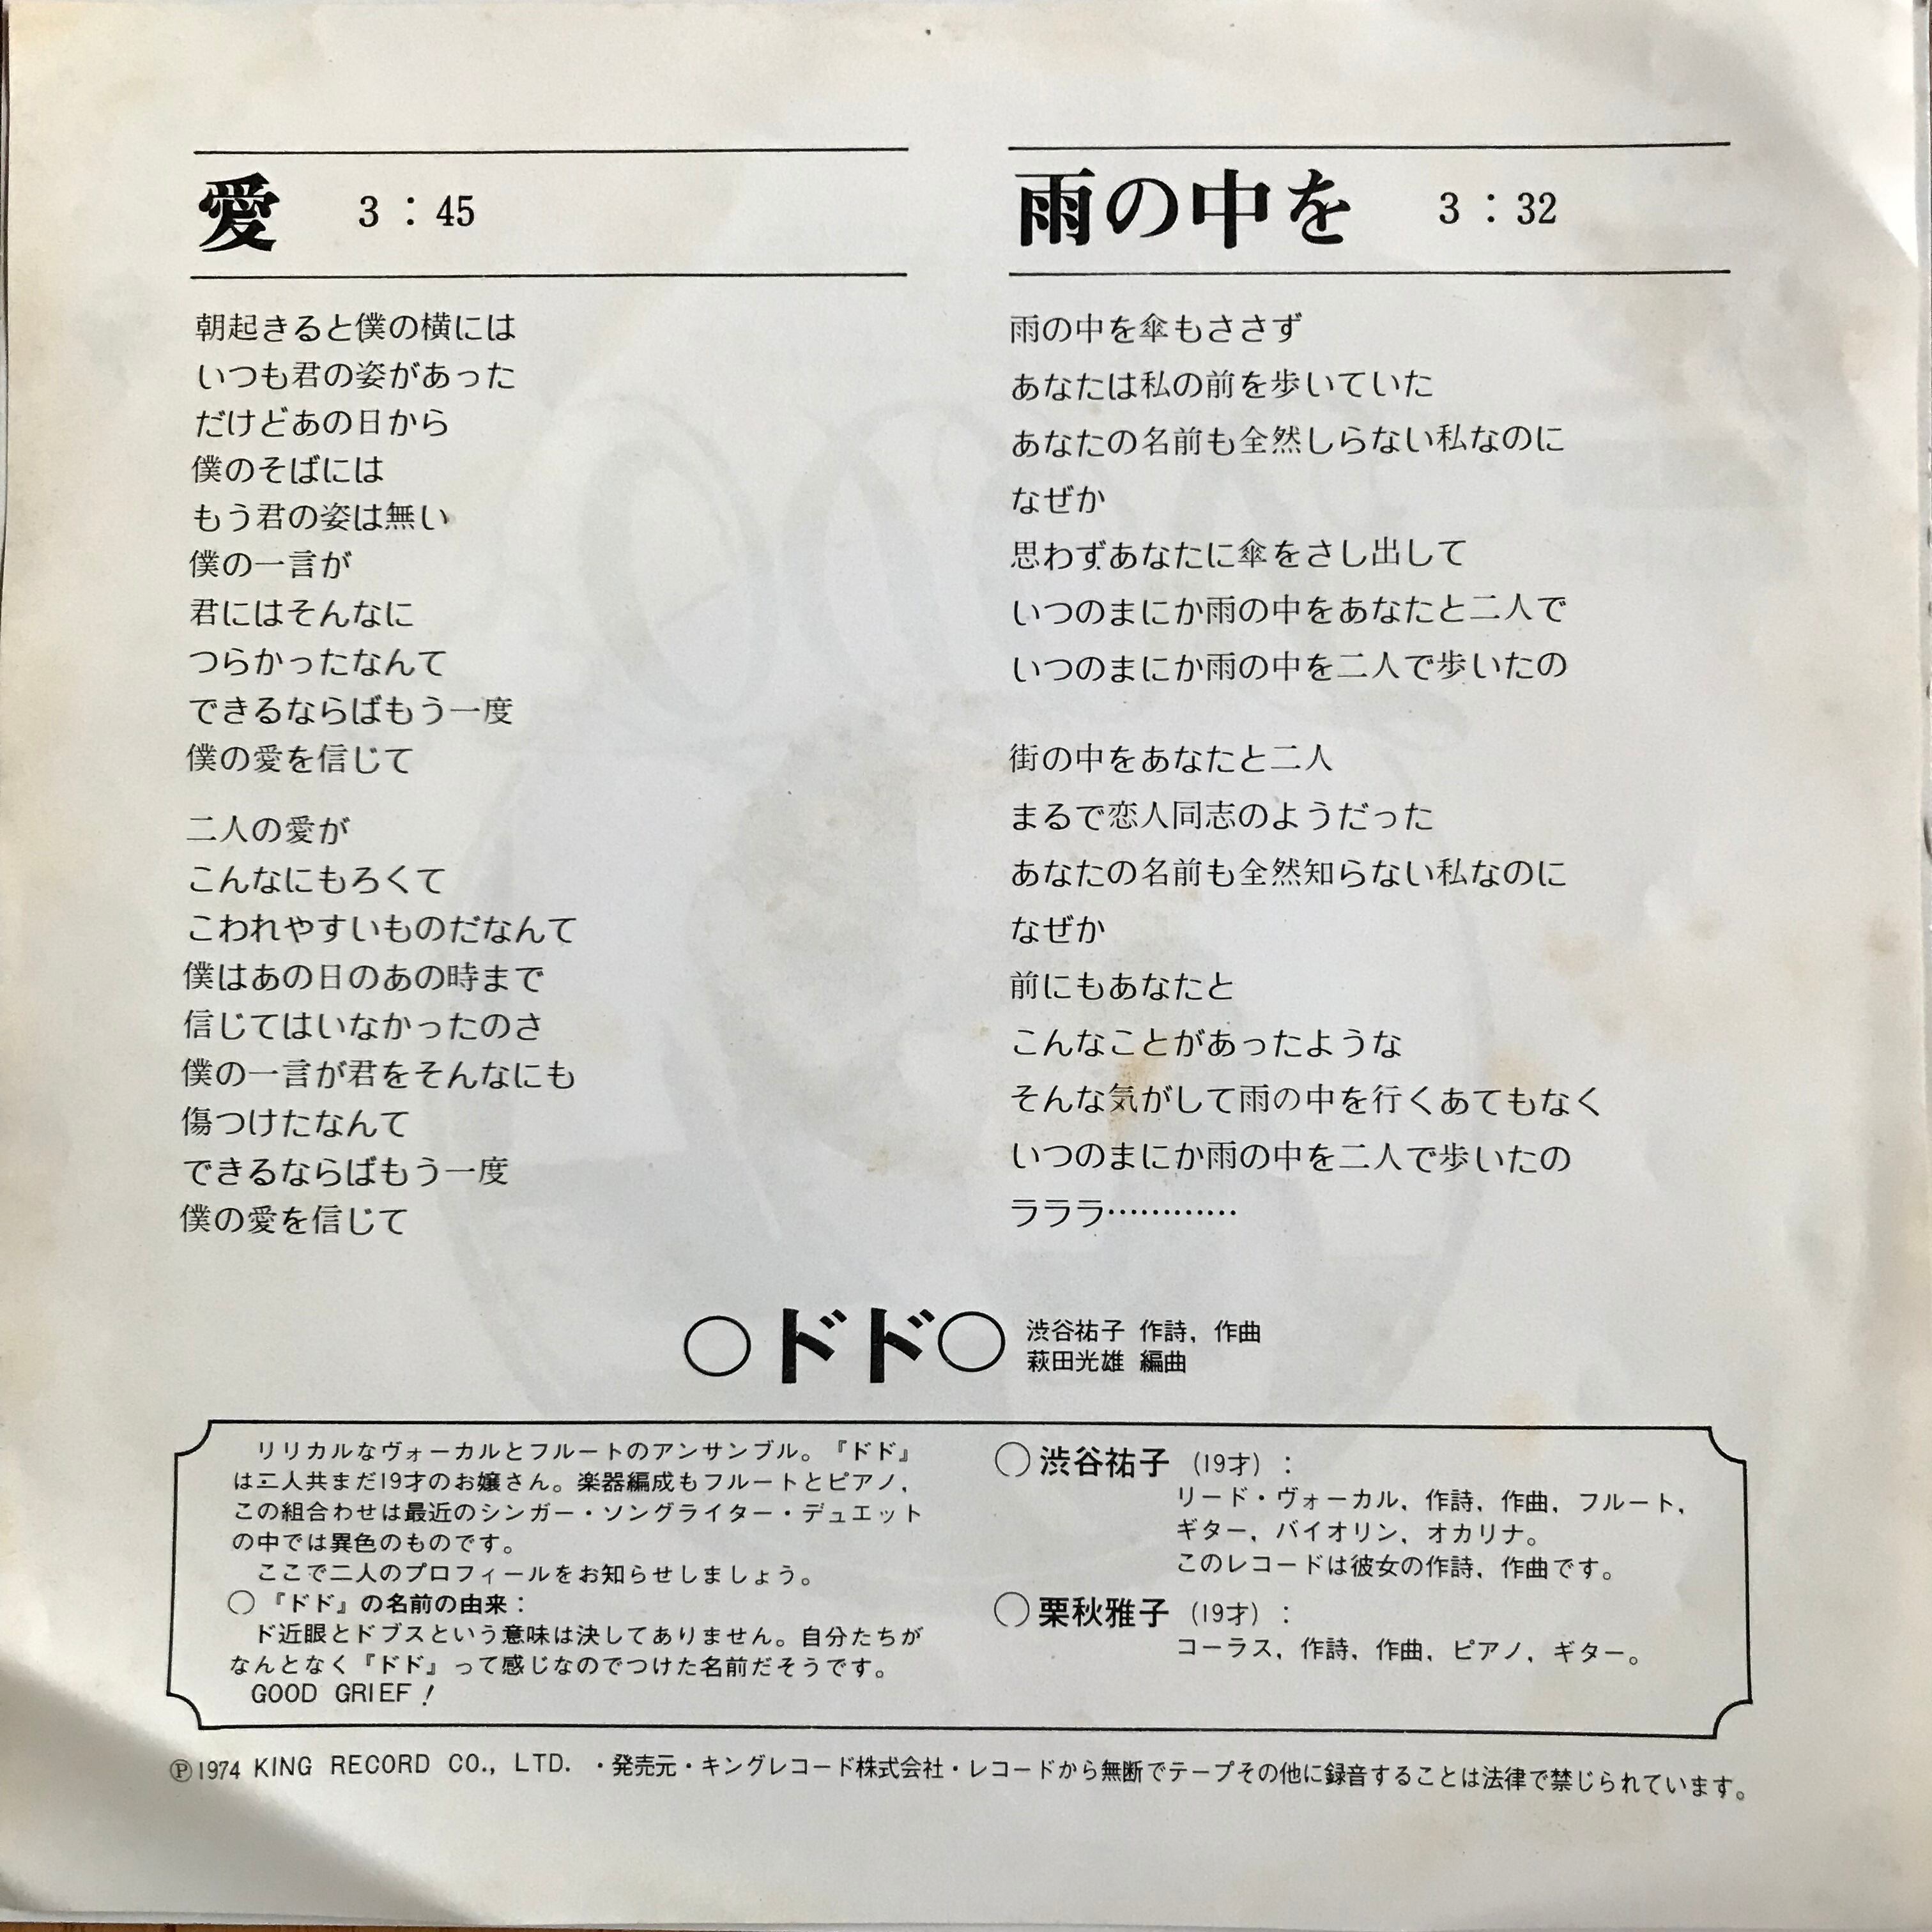 愛 3：45
朝起きると僕の横には
いつも君の姿があった
だけどあの日から
僕のそばには
もう君の姿は無い
僕の一言が
君にはそんなに
つらかったなんて
できるならばもう一度
僕の愛を信じて
二人の愛が
こんなにもろくて
こわれやすいものだなんて
僕はあの日のあの時まで
信じてはいなかったのさ
僕の一言が君をそんなにも
傷つけたなんて
できるならばもう一度
僕の愛を信じて
雨の中を 3：32
雨の中を傘もささず
あなたは私の前を歩いていた
あなたの名前も全然しらない私なのに
なぜか
思わずあなたに傘をさし出して
いつのまにか雨の中をあなたと二人で
いつのまにか雨の中を二人で歩いたの
街の中をあなたと二人
まるで恋人同志のようだった
あなたの名前も全然知らない私なのに
なぜか
前にもあなたと
こんなことがあったような
そんな気がして雨の中を行くあてもなく
いつのまにか雨の中を二人で歩いたの
ラララ…………
○ドド○
渋谷祐子 作詩，作曲
萩田光雄 編曲
リリカルなヴォーカルとフルートのアンサンブル。『ドド』
は二人共まだ19才のお嬢さん。楽器編成もフルートとピアノ，
この組合わせは最近のシンガー・ソングライター・デュエット
の中では異色のものです。
ここで二人のプロフィールをお知らせしましょう。
○『ドド』の名前の由来：
ド近眼とドブスという意味は決してありません。自分たちが
なんとなく『ドド』って感じなのでつけた名前だそうです。
GOOD GRIEF！
○渋谷祐子（19才）：
リード・ヴォーカル，作詩，作曲，フルート，
ギター，バイオリン，オカリナ。
このレコードは彼女の作詩，作曲です。
○栗秋雅子（19才）：
コーラス，作詩，作曲，ピアノ，ギター。
Ⓟ1974 KING RECORD CO., LTD.・発売元・キングレコード株式会社・レコードから無断でテープその他に録音することは法律で禁じられています。